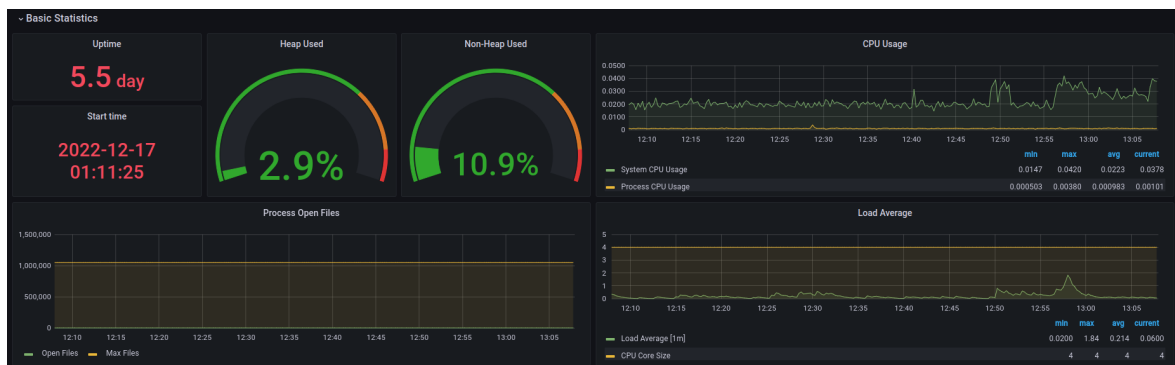 Basic Statistics
Uptime
5.5 day
Start time
2022-12-17
01:11:25
Heap Used
2.9%
Non-Heap Used
10.9%
CPU Usage
0.0500
0.0400
0.0300
0.0200
0.0100
0
12:10 12:15 12:20 12:25 12:30 12:35 12:40 12:45 12:50 12:55 13:00 13:05
min max avg current
System CPU Usage 0.0147 0.0420 0.0223 0.0378
Process CPU Usage 0.000503 0.00380 0.000983 0.00101
Process Open Files
1,500,000
1,000,000
500,000
0
12:10 12:15 12:20 12:25 12:30 12:35 12:40 12:45 12:50 12:55 13:00 13:05
Open Files Max Files
Load Average
5
4
3
2
1
0
12:10 12:15 12:20 12:25 12:30 12:35 12:40 12:45 12:50 12:55 13:00 13:05
min max avg current
Load Average [1m] 0.0200 1.84 0.214 0.0600
CPU Core Size 4 4 4 4